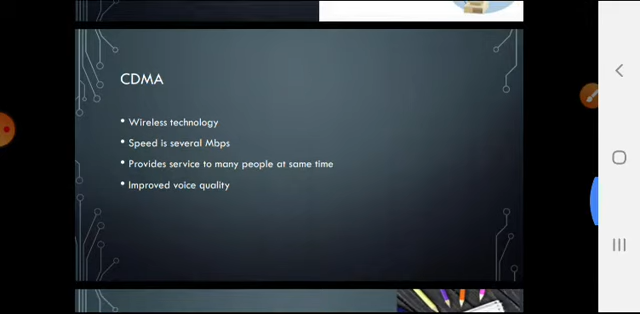 CDMA
• Wireless technology
• Speed is several Mbps
• Provides service to many people at same time
• Improved voice quality